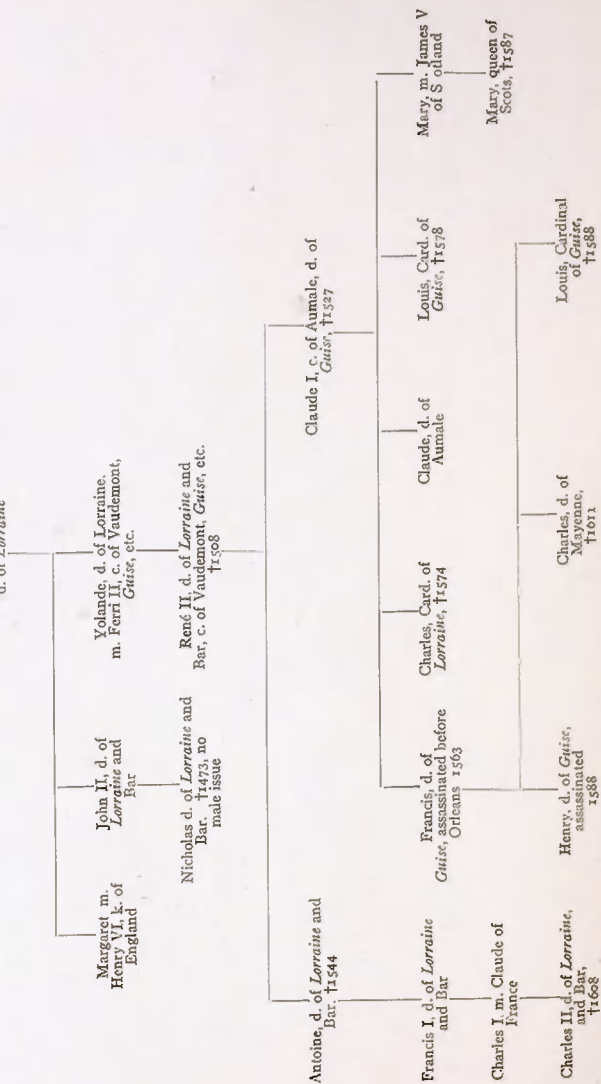 d. of Lorraine
Margaret m.
Henry VI, k. of
England
John II, d. of
Lorraine and
Bar
Yolande, d. of Lorraine.
m. Ferri II, c. of Vaudemont,
Guise, etc.
Nicholas d. of Lorraine and
Bar. †1473, no
male issue
René II, d. of Lorraine and
Bar, c. of Vaudemont, Guise, etc.
†1508
Antoine, d. of Lorraine and
Bar. †1544
Claude I, c. of Aumale, d. of
Guise, †1527
Francis I, d. of Lorraine
and Bar
Francis, d. of
Guise, assassinated before
Orleans 1563
Charles, Card. of
Lorraine, †1574
Claude, d. of
Aumale
Louis, Card. of
Guise, †1578
Mary, m. James V
of S otland
Charles I, m. Claude of
France
Mary, queen of
Scots, †1587
Charles II, d. of Lorraine,
and Bar,
†1608
Henry, d. of Guise,
assassinated
1588
Charles, d. of
Mayenne,
†1611
Louis, Cardinal
of Guise,
†1588